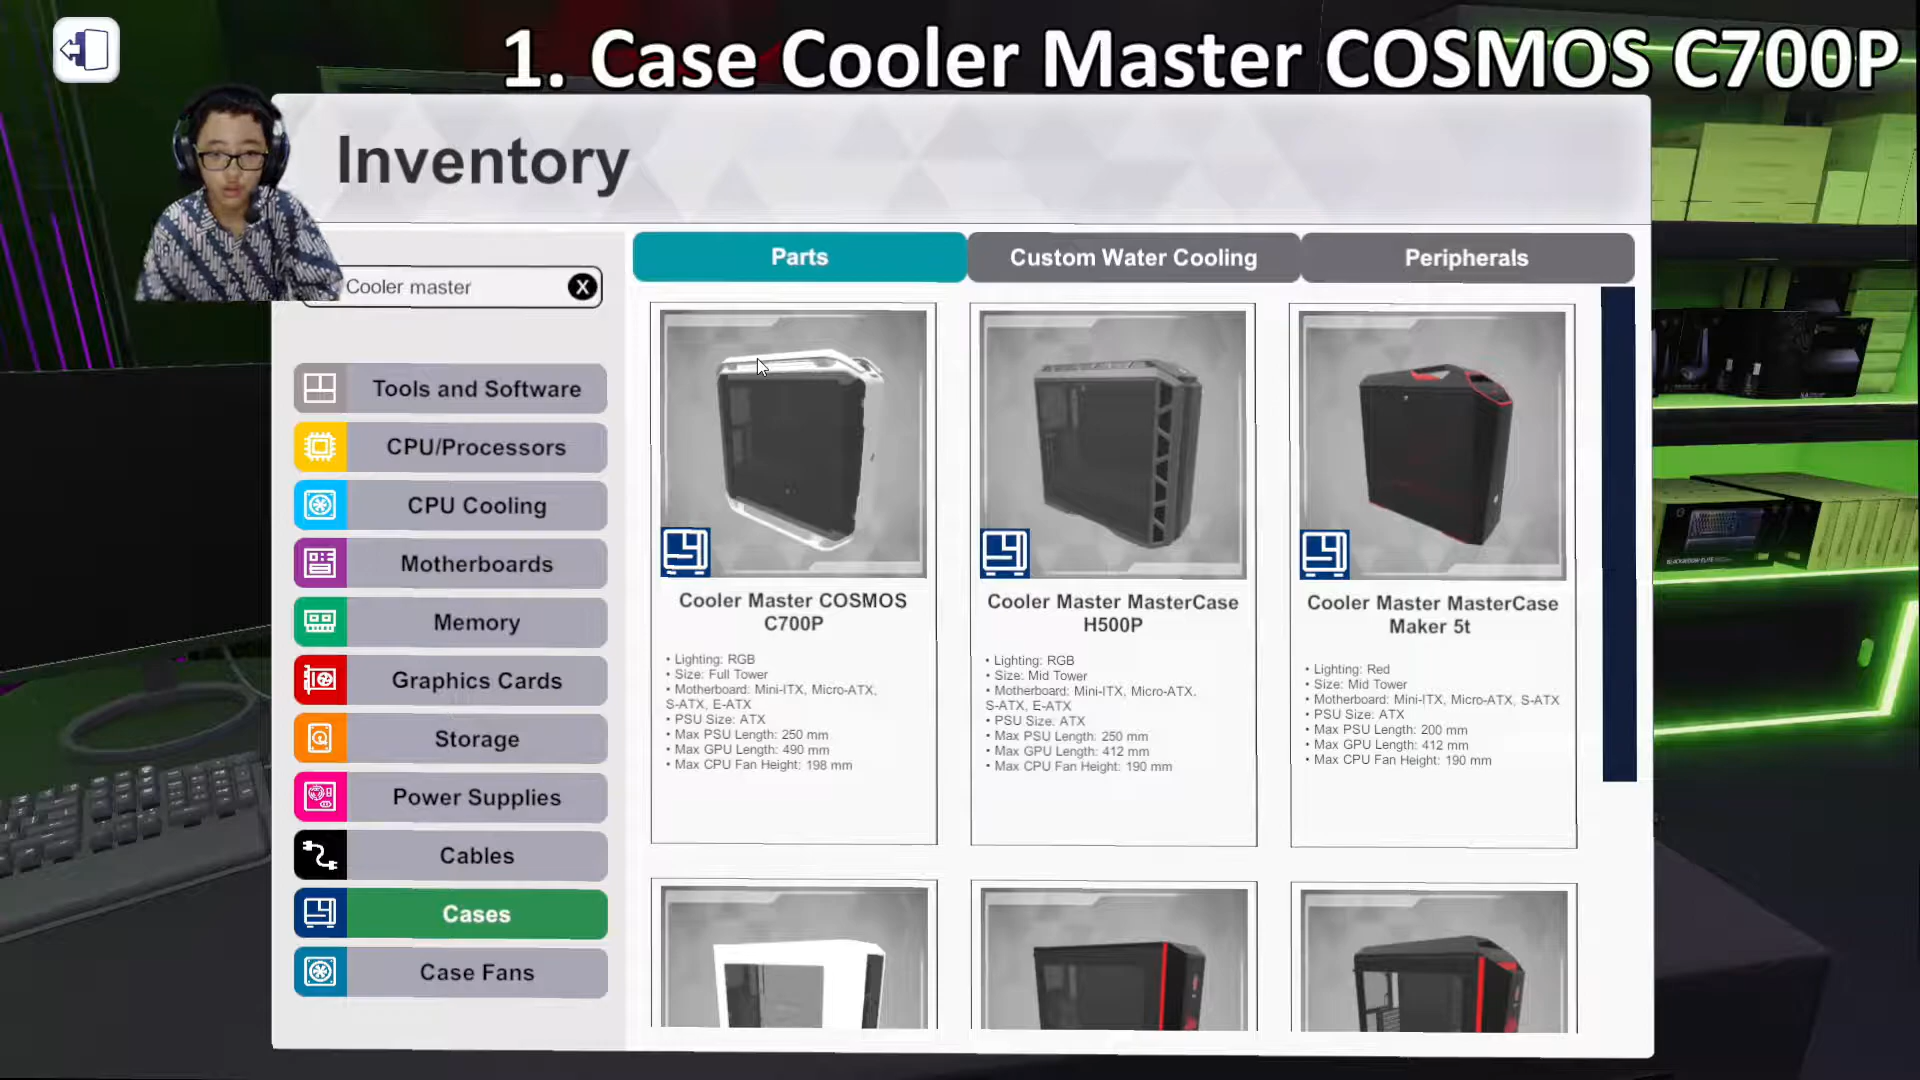 1. Case Cooler Master COSMOS C700P
Inventory
Cooler master
X
Parts
Custom Water Cooling
Peripherals
Tools and Software
CPU/Processors
CPU Cooling
Motherboards
Memory
Graphics Cards
Storage
Power Supplies
Cables
Cases
Case Fans
Cooler Master COSMOS
C700P
• Lighting: RGB
• Size: Full Tower
• Motherboard: Mini-ITX, Micro-ATX,
S-ATX, E-ATX
• PSU Size: ATX
• Max PSU Length: 250 mm
• Max GPU Length: 490 mm
• Max CPU Fan Height: 198 mm
Cooler Master MasterCase
H500P
• Lighting: RGB
• Size: Mid Tower
• Motherboard: Mini-ITX, Micro-ATX,
S-ATX, E-ATX
• PSU Size: ATX
• Max PSU Length: 250 mm
• Max GPU Length: 412 mm
• Max CPU Fan Height: 190 mm
Cooler Master MasterCase
Maker 5t
• Lighting: Red
• Size: Mid Tower
• Motherboard: Mini-ITX, Micro-ATX, S-ATX
• PSU Size: ATX
• Max PSU Length: 200 mm
• Max GPU Length: 412 mm
• Max CPU Fan Height: 190 mm